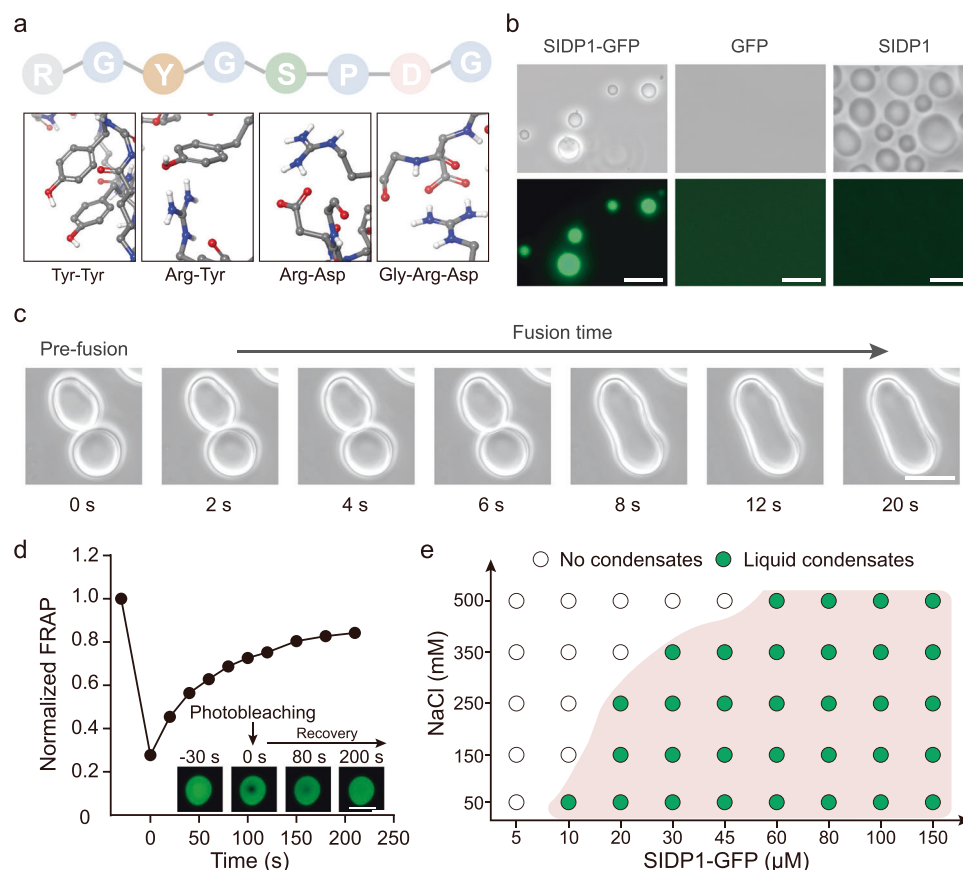 a
R G Y G S P D G
Tyr-Tyr Arg-Tyr Arg-Asp Gly-Arg-Asp
b
SIDP1-GFP GFP SIDP1
c
Pre-fusion Fusion time
0 s 2 s 4 s 6 s 8 s 12 s 20 s
d
Normalized FRAP
1.2
1.0
0.8
0.6
0.4
0.2
0
Photobleaching
Recovery
-30 s 0 s 80 s 200 s
0 50 100 150 200 250
Time (s)
e
No condensates Liquid condensates
NaCl (mM)
500
350
250
150
50
5 10 20 30 45 60 80 100 150
SIDP1-GFP (μM)